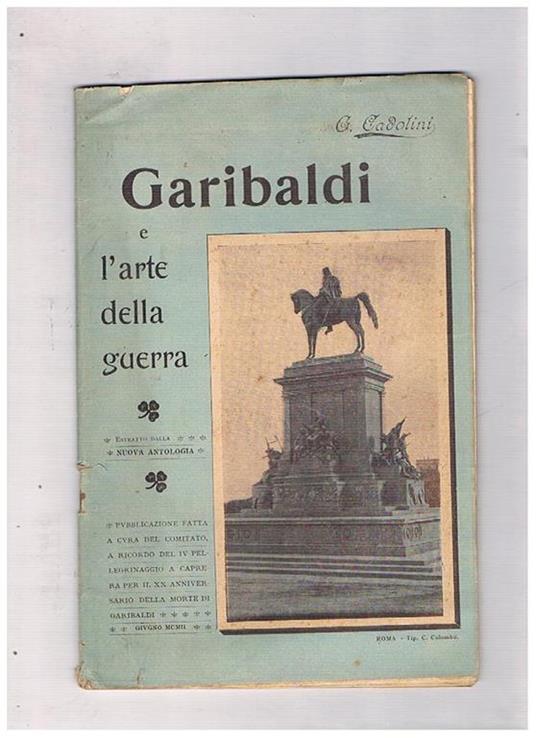 G. Cadolini
Garibaldi
e
l'arte
della
guerra
ESTRATTO DALLA
NUOVA ANTOLOGIA
PVBBLICAZIONE FATTA
A CVRA DEL COMITATO,
A RICORDO DEL IV PEL-
LEGRINAGGIO A CAPRE-
RA PER IL XX ANNIVER-
SARIO DELLA MORTE DI
GARIBALDI
GIVGNO MCMII
ROMA - Tip. C. Colombo.